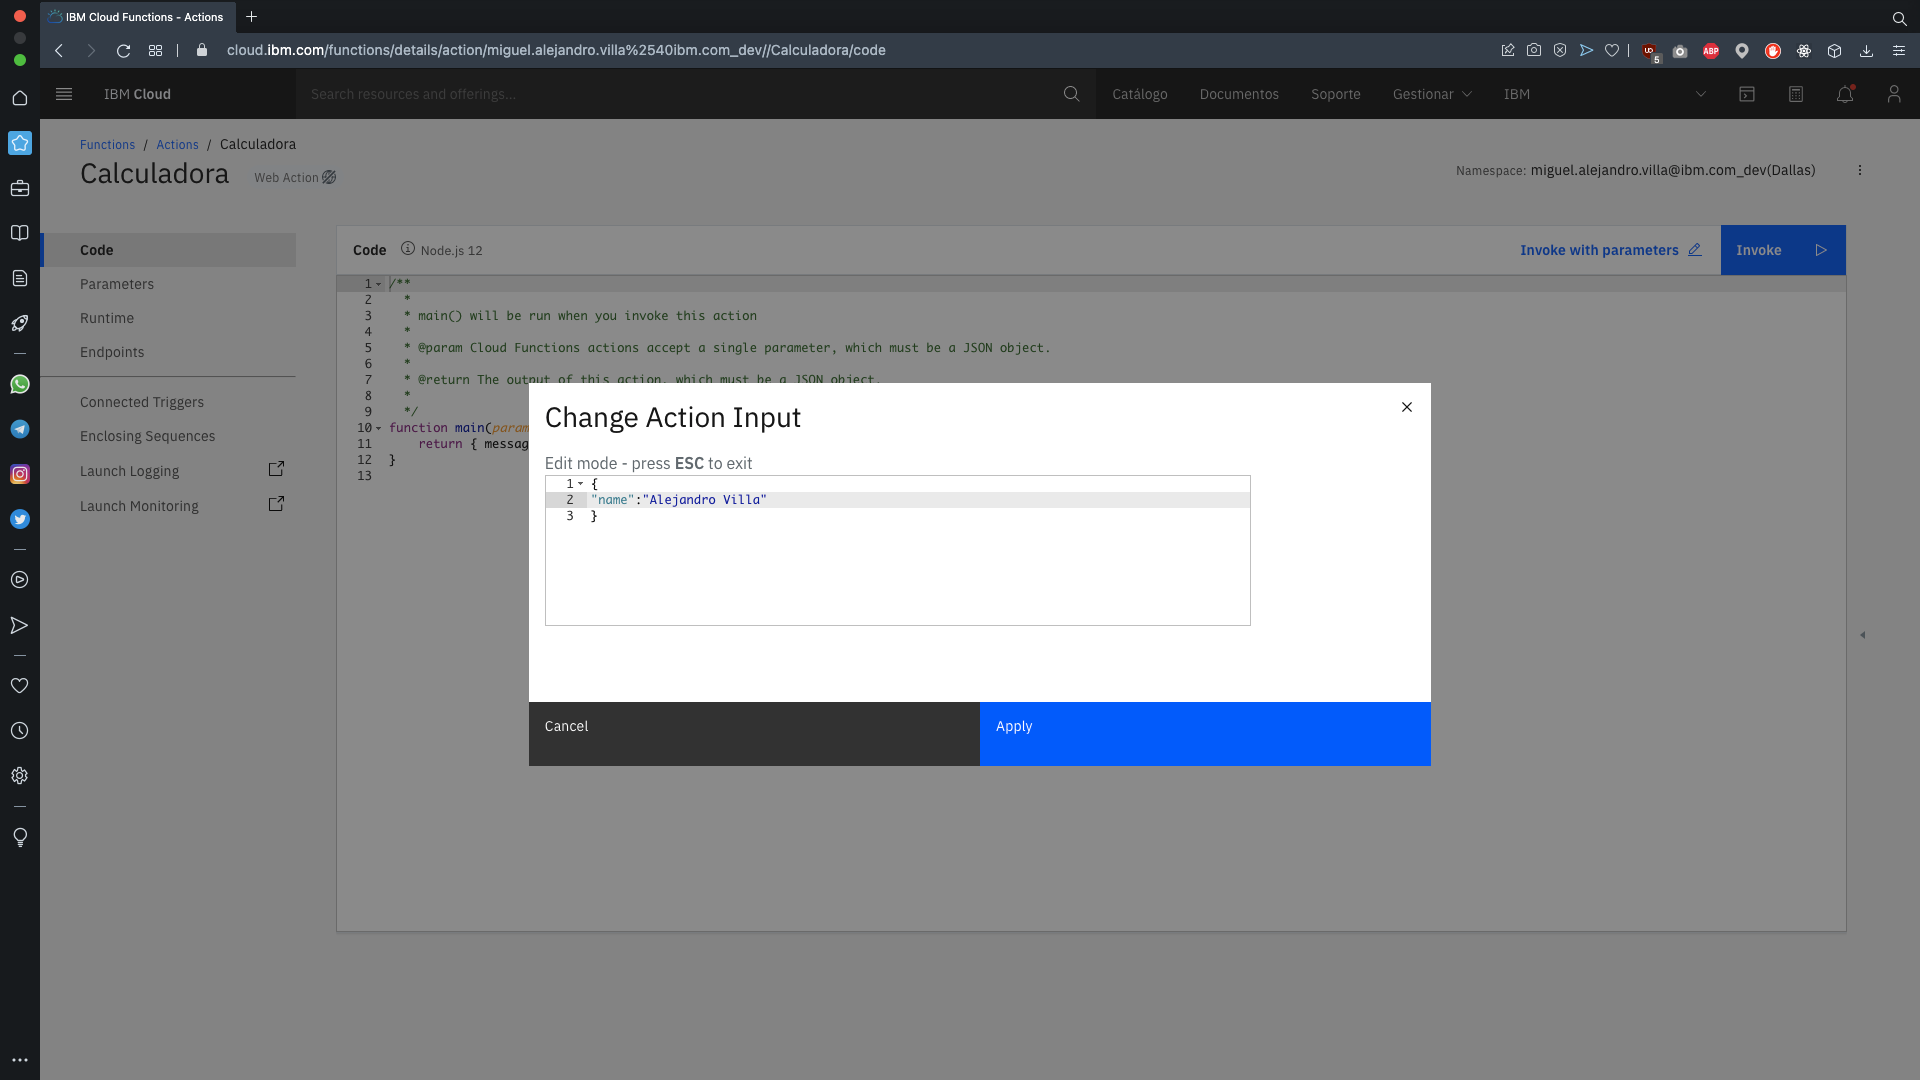 IBM Cloud Functions - Actions
cloud.ibm.com/functions/details/action/miguel.alejandro.villa%2540ibm.com_dev//Calculadora/code
5
ABP
IBM Cloud
Search resources and offerings...
Catálogo
Documentos
Soporte
Gestionar
IBM
Functions / Actions / Calculadora
Calculadora
Web Action
Namespace: miguel.alejandro.villa@ibm.com_dev(Dallas)
Code
Parameters
Runtime
Endpoints
Connected Triggers
Enclosing Sequences
Launch Logging
Launch Monitoring
Code
Node.js 12
Invoke with parameters
Invoke
1 /**
2 *
3 * main() will be run when you invoke this action
4 *
5 * @param Cloud Functions actions accept a single parameter, which must be a JSON object.
6 *
7 * @return The output of this action, which must be a JSON object.
8 *
9 */
10 function main(param
11 return { messag
12 }
13
Change Action Input
Edit mode - press ESC to exit
1 {
2 "name":"Alejandro Villa"
3 }
Cancel
Apply